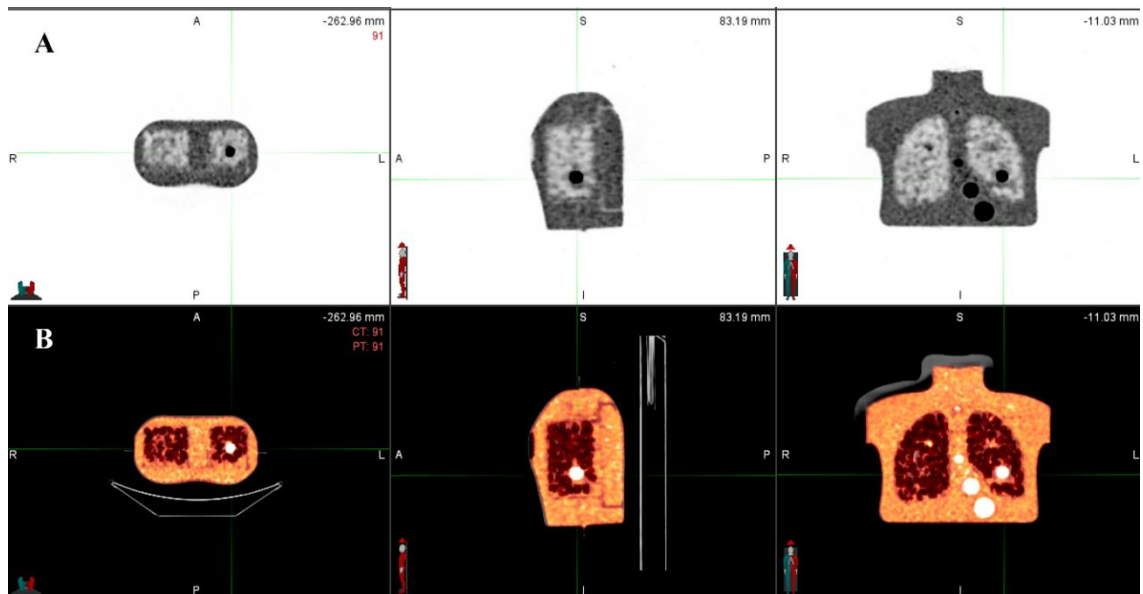 A
A
-262.96 mm
91
R
L
P
S
83.19 mm
A
P
I
S
-11.03 mm
R
L
I
B
A
-262.96 mm
CT: 91
PT: 91
R
L
P
S
83.19 mm
A
P
I
S
-11.03 mm
R
L
I